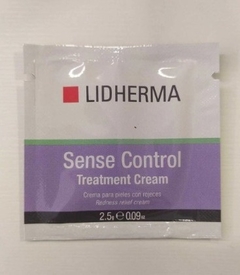 LIDHERMA
Sense Control
Treatment Cream
Crema para pieles con rojeces
Redness relief cream
2.5g e 0.09oz